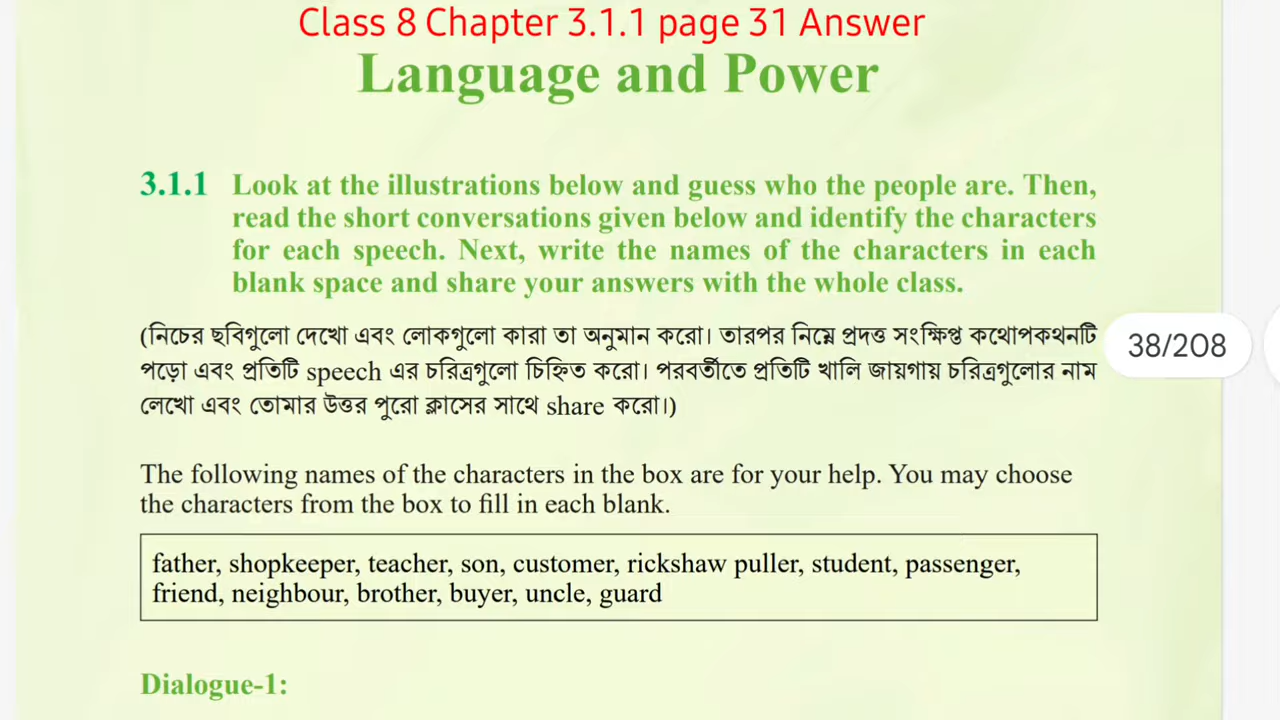 Class 8 Chapter 3.1.1 page 31 Answer
Language and Power
3.1.1 Look at the illustrations below and guess who the people are. Then,
read the short conversations given below and identify the characters
for each speech. Next, write the names of the characters in each
blank space and share your answers with the whole class.
(নিচের ছবিগুলো দেখো এবং লোকগুলো কারা তা অনুমান করো। তারপর নিম্নে প্রদত্ত সংক্ষিপ্ত কথোপকথনটি
পড়ো এবং প্রতিটি speech এর চরিত্রগুলো চিহ্নিত করো। পরবর্তীতে প্রতিটি খালি জায়গায় চরিত্রগুলোর নাম
লেখো এবং তোমার উত্তর পুরো ক্লাসের সাথে share করো।)
38/208
The following names of the characters in the box are for your help. You may choose
the characters from the box to fill in each blank.
father, shopkeeper, teacher, son, customer, rickshaw puller, student, passenger,
friend, neighbour, brother, buyer, uncle, guard
Dialogue-1: